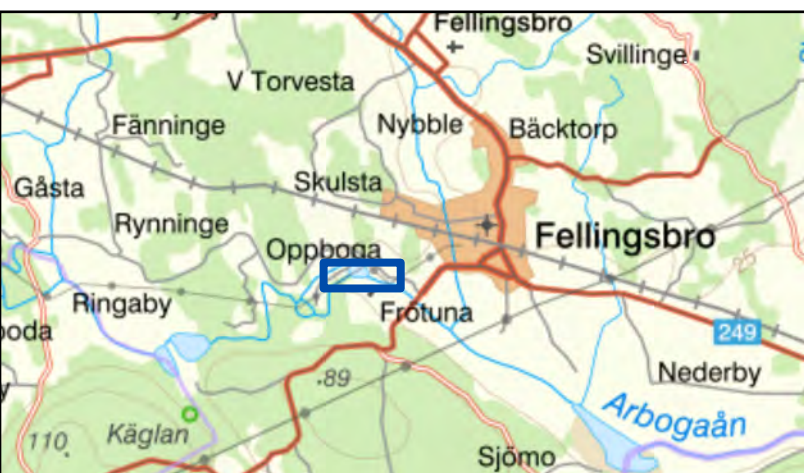 Fellingsbro
Svillinge
V Torvesta
Fänninge
Nybble
Bäcktorp
Gåsta
Skulsta
Rynninge
Oppboga
Fellingsbro
25
Ringaby
Frötuna
249
89
Nederby
Arbogaån
110
Käglan
Sjömo